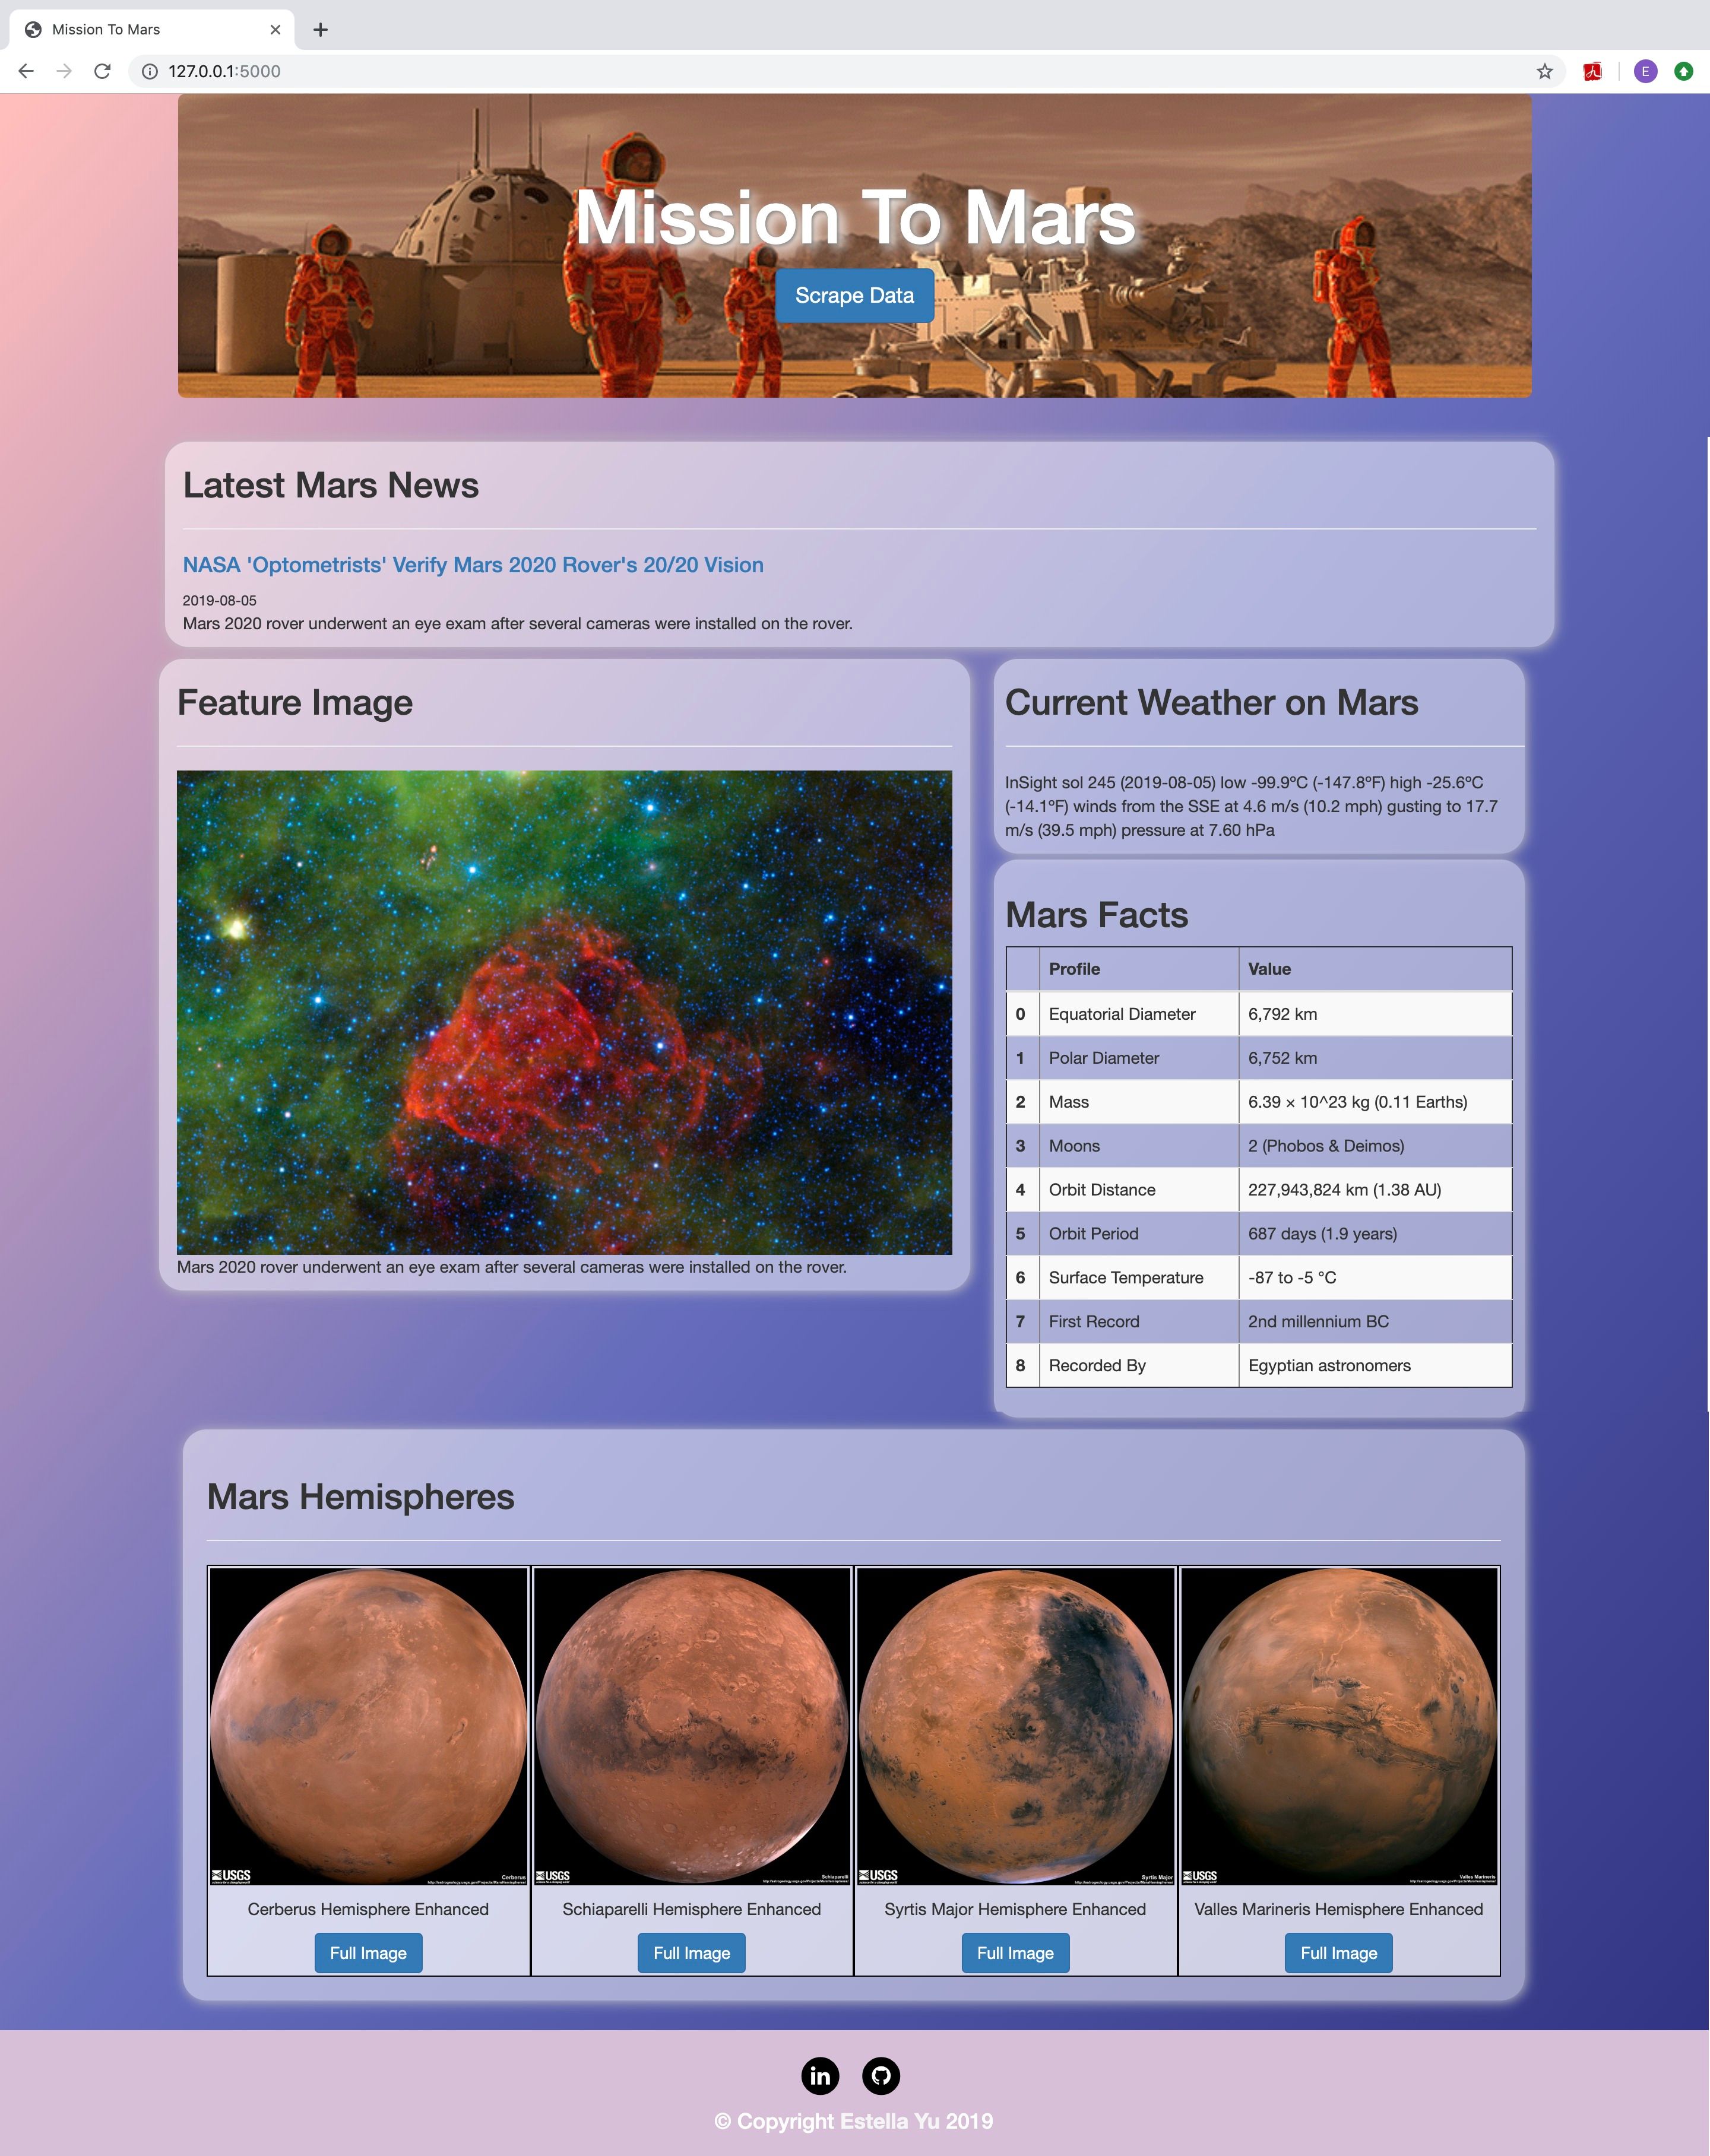 Mission To Mars
127.0.0.1:5000
E
Mission To Mars
Scrape Data
Latest Mars News
NASA 'Optometrists' Verify Mars 2020 Rover's 20/20 Vision
2019-08-05
Mars 2020 rover underwent an eye exam after several cameras were installed on the rover.
Feature Image
Mars 2020 rover underwent an eye exam after several cameras were installed on the rover.
Current Weather on Mars
InSight sol 245 (2019-08-05) low -99.9ºC (-147.8ºF) high -25.6ºC
(-14.1ºF) winds from the SSE at 4.6 m/s (10.2 mph) gusting to 17.7
m/s (39.5 mph) pressure at 7.60 hPa
Mars Facts
Profile Value
0 Equatorial Diameter 6,792 km
1 Polar Diameter 6,752 km
2 Mass 6.39 × 10^23 kg (0.11 Earths)
3 Moons 2 (Phobos & Deimos)
4 Orbit Distance 227,943,824 km (1.38 AU)
5 Orbit Period 687 days (1.9 years)
6 Surface Temperature -87 to -5 °C
7 First Record 2nd millennium BC
8 Recorded By Egyptian astronomers
Mars Hemispheres
USGS Cerberus USGS Schiaparelli USGS Syrtis Major USGS Valles Marineris
Cerberus Hemisphere Enhanced Schiaparelli Hemisphere Enhanced Syrtis Major Hemisphere Enhanced Valles Marineris Hemisphere Enhanced
Full Image Full Image Full Image Full Image
in
© Copyright Estella Yu 2019